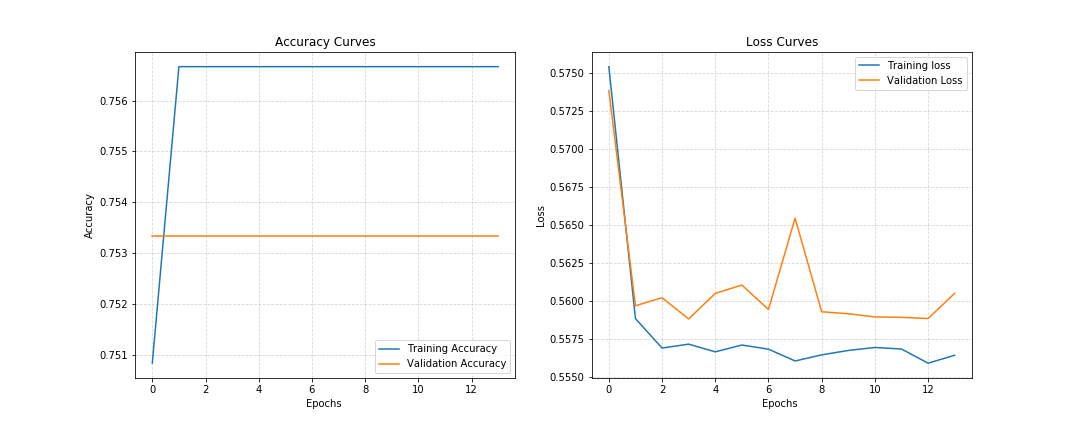 Accuracy Curves
Accuracy
0.756
0.755
0.754
0.753
0.752
0.751
0 2 4 6 8 10 12
Epochs
Training Accuracy
Validation Accuracy
Loss Curves
Loss
0.5750
0.5725
0.5700
0.5675
0.5650
0.5625
0.5600
0.5575
0.5550
0 2 4 6 8 10 12
Epochs
Training loss
Validation Loss